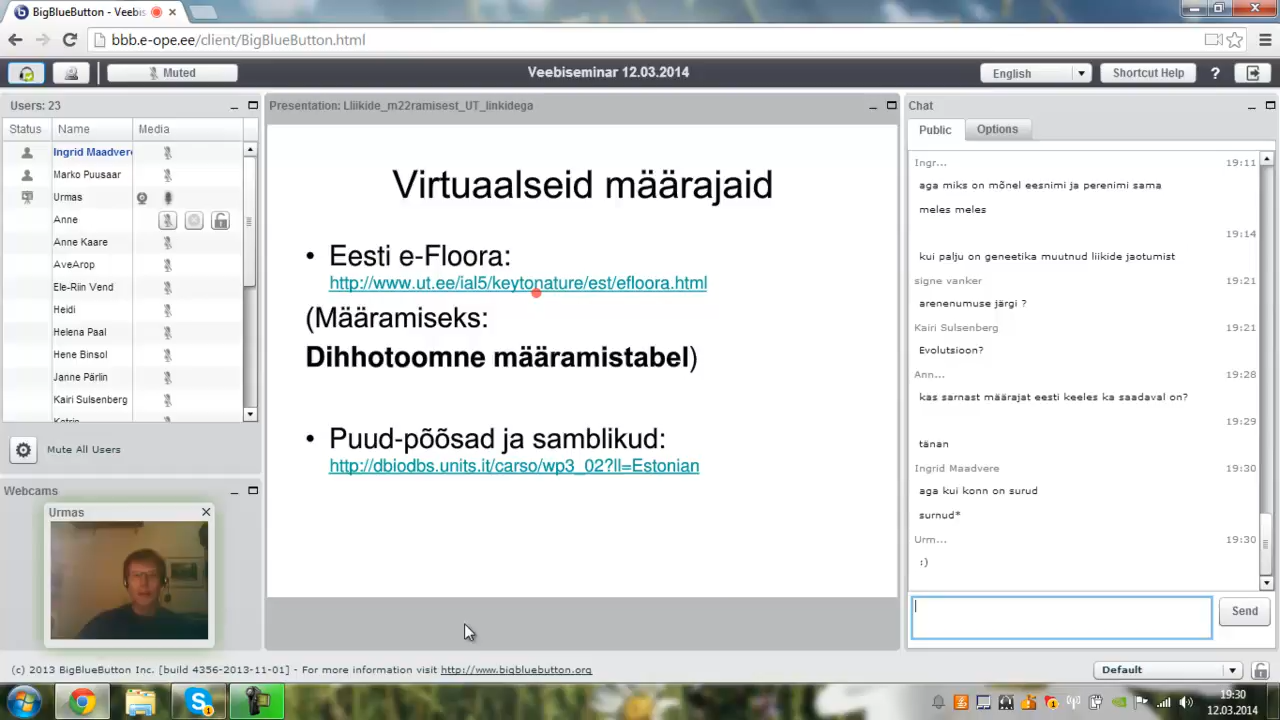 BigBlueButton - Veebis
bbb.e-ope.ee/client/BigBlueButton.html
Muted
Veebiseminar 12.03.2014
English
Shortcut Help
?
Users: 23
Status Name Media
Ingrid Maadvere
Marko Puusaar
Urmas
Anne
Anne Kaare
AveArop
Ele-Riin Vend
Heidi
Helena Paal
Hene Binsol
Janne Pärlin
Kairi Sulsenberg
Katrin
Mute All Users
Webcams
Urmas
Presentation: Lliikide_m22ramisest_UT_linkidega
Virtuaalseid määrajaid
• Eesti e-Floora:
http://www.ut.ee/ial5/keytonature/est/efloora.html
(Määramiseks:
Dihhotoomne määramistabel)
• Puud-põõsad ja samblikud:
http://dbiodbs.units.it/carso/wp3_02?ll=Estonian
Chat
Public Options
Ingr... 19:11
aga miks on mõnel eesnimi ja perenimi sama
meles meles
19:14
kui palju on geneetika muutnud liikide jaotumist
signe vanker 19:21
arenenumuse järgi ?
Kairi Sulsenberg 19:21
Evolutsioon?
Ann... 19:28
kas sarnast määrajat eesti keeles ka saadaval on?
19:29
tänan
Ingrid Maadvere 19:30
aga kui konn on surud
surnud*
Urm... 19:30
:)
Send
(c) 2013 BigBlueButton Inc. [build 4356-2013-11-01] - For more information visit http://www.bigbluebutton.org
Default
19:30
12.03.2014